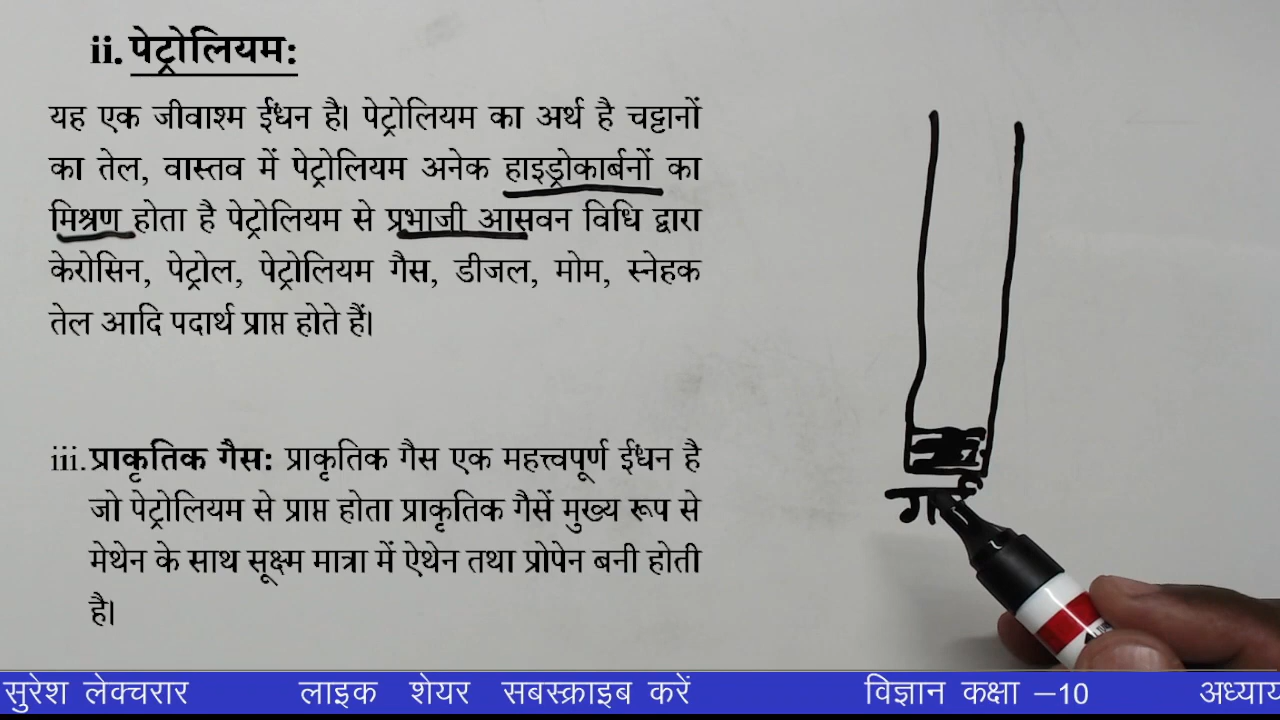 ii. पेट्रोलियम:
यह एक जीवाश्म ईंधन है। पेट्रोलियम का अर्थ है चट्टानों
का तेल, वास्तव में पेट्रोलियम अनेक हाइड्रोकार्बनों का
मिश्रण होता है पेट्रोलियम से प्रभाजी आसवन विधि द्वारा
केरोसिन, पेट्रोल, पेट्रोलियम गैस, डीजल, मोम, स्नेहक
तेल आदि पदार्थ प्राप्त होते हैं।
iii. प्राकृतिक गैस: प्राकृतिक गैस एक महत्त्वपूर्ण ईंधन है
जो पेट्रोलियम से प्राप्त होता प्राकृतिक गैसें मुख्य रूप से
मेथेन के साथ सूक्ष्म मात्रा में ऐथेन तथा प्रोपेन बनी होती
है।
सुरेश लेक्चरार लाइक शेयर सबस्क्राइब करें विज्ञान कक्षा –10 अध्याय